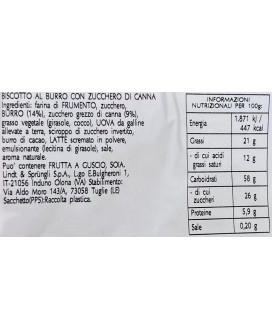 BISCOTTO AL BURRO CON ZUCCHERO DI CANNA
Ingredienti: farina di FRUMENTO, zucchero,
BURRO (14%), zucchero grezzo di canna (9%),
grasso vegetale (girasole, cocco), UOVA da galline
allevate a terra, sciroppo di zucchero invertito,
burro di cacao, LATTE scremato in polvere,
emulsionante (lecitina di girasole), sale,
aroma naturale.
Puo' contenere FRUTTA A GUSCIO, SOIA.
Lindt & Sprüngli S.p.A., L.go E.Bulgheroni 1,
IT-21056 Induno Olona (VA) Stabilimento:
Via Aldo Moro 143/A, 73058 Tuglie (LE)
Sacchetto(PP5):Raccolta plastica.
INFORMAZIONI
NUTRIZIONALI PER 100g:
Energia 1.871 kJ /
447 kcal
Grassi 21 g
- di cui acidi
grassi saturi 12 g
Carboidrati 58 g
- di cui
zuccheri 26 g
Proteine 5,9 g
Sale 0,20 g